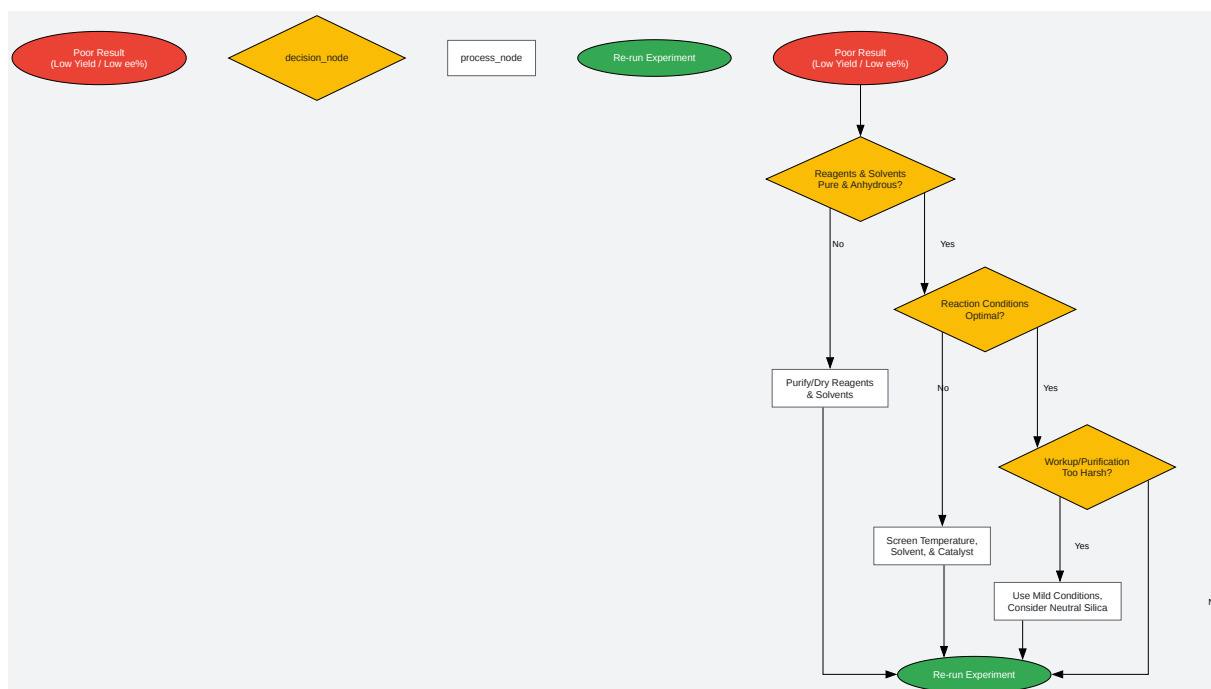 Poor Result
(Low Yield / Low ee%)
decision_node
process_node
Re-run Experiment
Poor Result
(Low Yield / Low ee%)
Reagents & Solvents
Pure & Anhydrous?
No
Yes
Reaction Conditions
Optimal?
Purify/Dry Reagents
& Solvents
No
Yes
Workup/Purification
Too Harsh?
Screen Temperature,
Solvent, & Catalyst
Yes
Use Mild Conditions,
Consider Neutral Silica
Re-run Experiment